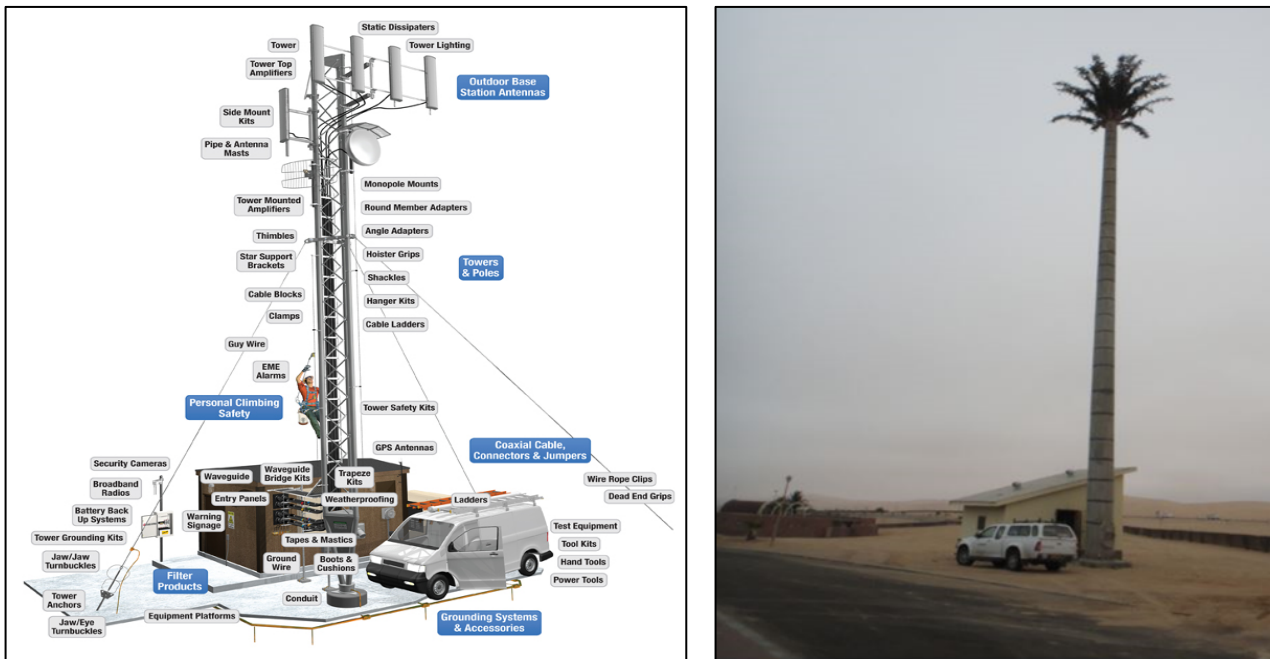 Static Dissipaters
Tower
Tower Lighting
Tower Top
Amplifiers
Outdoor Base
Station Antennas
Side Mount
Kits
Pipe & Antenna
Masts
Monopole Mounts
Tower Mounted
Amplifiers
Round Member Adapters
Thimbles
Angle Adapters
Star Support
Brackets
Hoister Grips
Towers
& Poles
Shackles
Cable Blocks
Hanger Kits
Clamps
Cable Ladders
Guy Wire
EME
Alarms
Personal Climbing
Safety
Tower Safety Kits
GPS Antennas
Coaxial Cable,
Connectors & Jumpers
Security Cameras
Waveguide
Waveguide
Bridge Kits
Trapeze
Kits
Wire Rope Clips
Broadband
Radios
Entry Panels
Weatherproofing
Ladders
Dead End Grips
Battery Back
Up Systems
Warning
Signage
Test Equipment
Tower Grounding Kits
Tapes & Mastics
Tool Kits
Jaw/Jaw
Turnbuckles
Ground
Wire
Boots &
Cushions
Hand Tools
Filter
Products
Power Tools
Tower
Anchors
Conduit
Jaw/Eye
Turnbuckles
Equipment Platforms
Grounding Systems
& Accessories